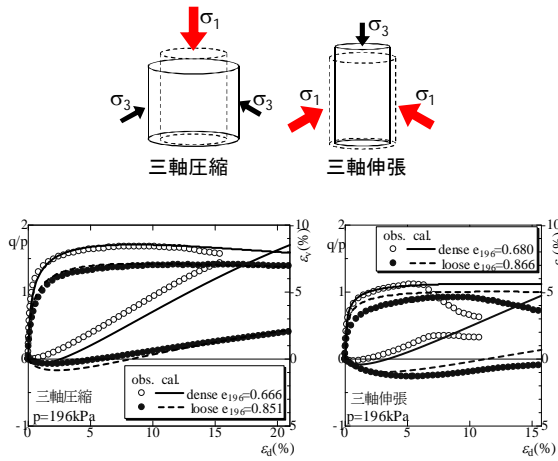 σ1
σ3
σ3
三軸圧縮
σ3
σ1
σ1
三軸伸張
2
q/p
1
0
-1
10
εv(%)
5
0
5
obs. cal.
dense e196=0.666
loose e196=0.851
三軸圧縮
p=196kPa
0 5 10 15 20
εd(%)
2
q/p
1
0
-1
10
5
0
5
obs. cal.
dense e196=0.680
loose e196=0.866
三軸伸張
p=196kPa
0 5 10 15
εd(%)